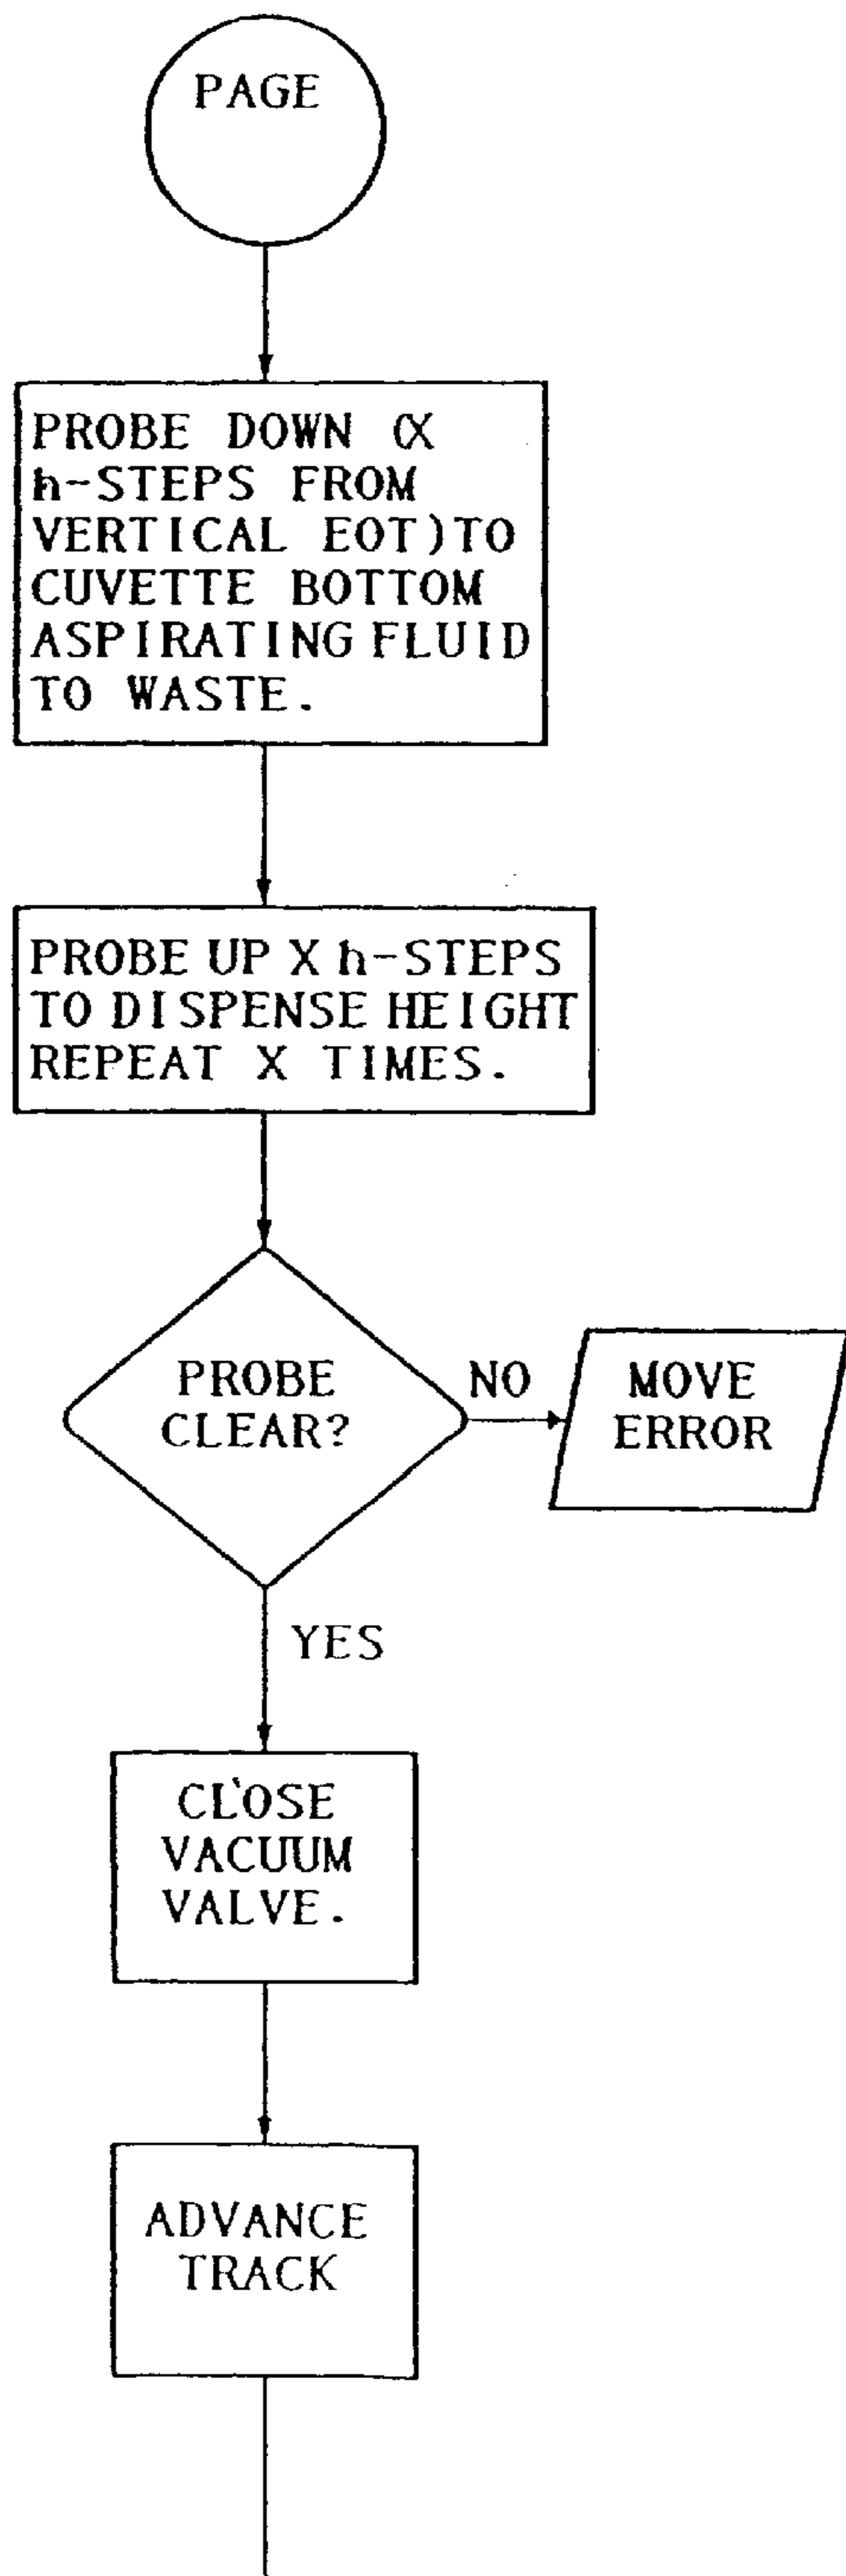 PAGE
PROBE DOWN (X
h-STEPS FROM
VERTICAL EOT)TO
CUVETTE BOTTOM
ASPIRATING FLUID
TO WASTE.
PROBE UP X h-STEPS
TO DISPENSE HEIGHT
REPEAT X TIMES.
PROBE
CLEAR?
NO
MOVE
ERROR
YES
CLOSE
VACUUM
VALVE.
ADVANCE
TRACK